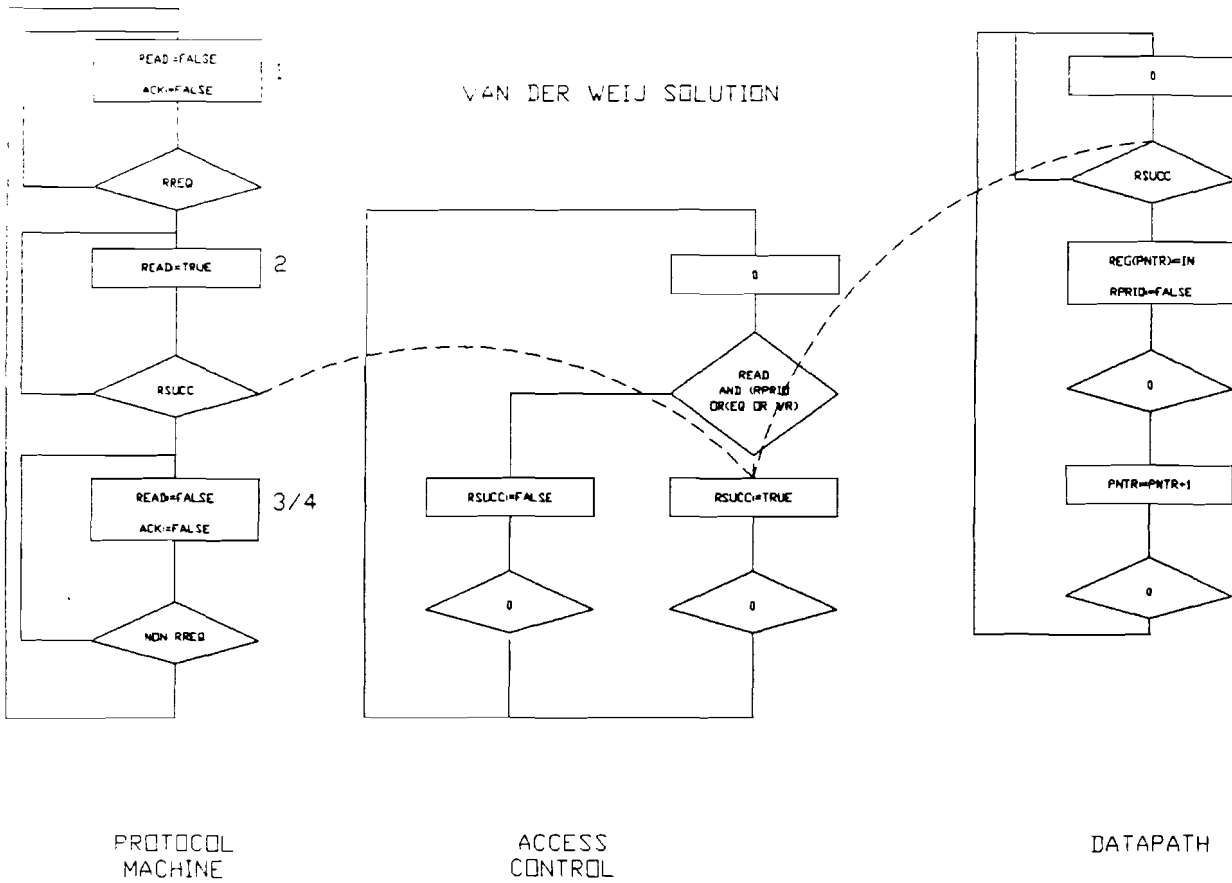 VAN DER WEIJ SOLUTION
READ:=FALSE
ACK:=FALSE
1
RREQ
READ:=TRUE
2
RSUCC
READ:=FALSE
ACK:=FALSE
3/4
NON RREQ
PROTOCOL
MACHINE
0
READ
AND (RPRIO
OR(EQ OR WR)
RSUCC:=FALSE
RSUCC:=TRUE
0
0
ACCESS
CONTROL
0
RSUCC
REG(PNTR):=IN
RPRIO:=FALSE
0
PNTR:=PNTR+1
0
DATAPATH